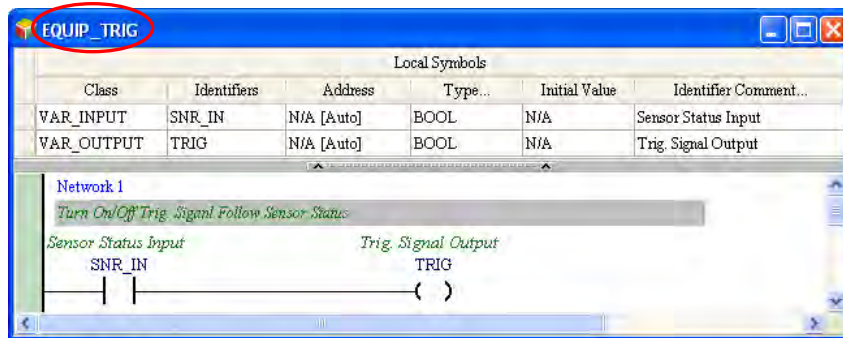 EQUIP_TRIG
Local Symbols
Class Identifiers Address Type... Initial Value Identifier Comment...
VAR_INPUT SNR_IN N/A [Auto] BOOL N/A Sensor Status Input
VAR_OUTPUT TRIG N/A [Auto] BOOL N/A Trig. Signal Output
Network 1
Turn On/Off Trig. Siganl Follow Sensor Status
Sensor Status Input Trig. Signal Output
SNR_IN TRIG